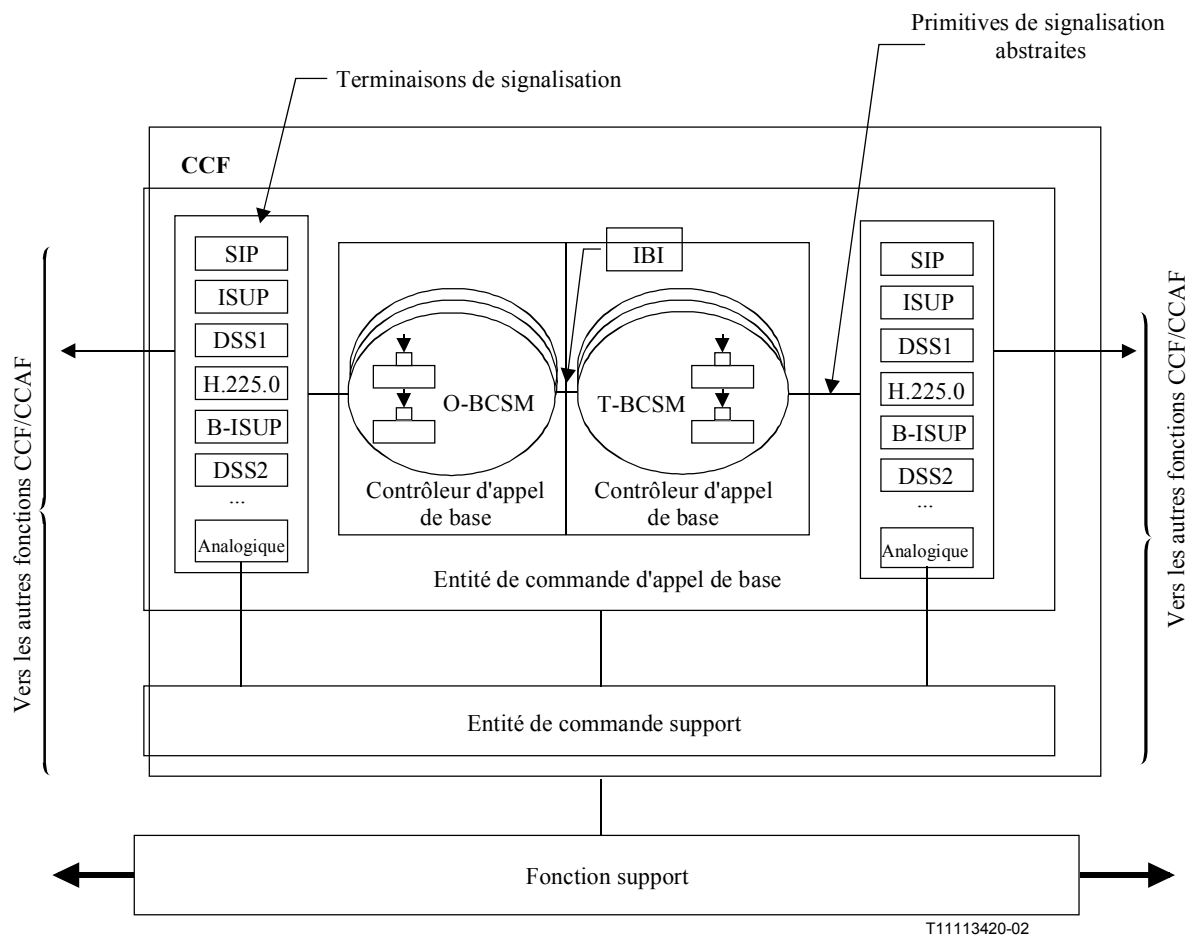 Primitives de signalisation
abstraites
Terminaisons de signalisation
CCF
IBI
SIP
ISUP
DSS1
H.225.0
B-ISUP
DSS2
...
Analogique
O-BCSM
T-BCSM
Contrôleur d'appel
de base
Contrôleur d'appel
de base
SIP
ISUP
DSS1
H.225.0
B-ISUP
DSS2
...
Analogique
Vers les autres fonctions CCF/CCAF
Vers les autres fonctions CCF/CCAF
Entité de commande d'appel de base
Entité de commande support
Fonction support
T11113420-02